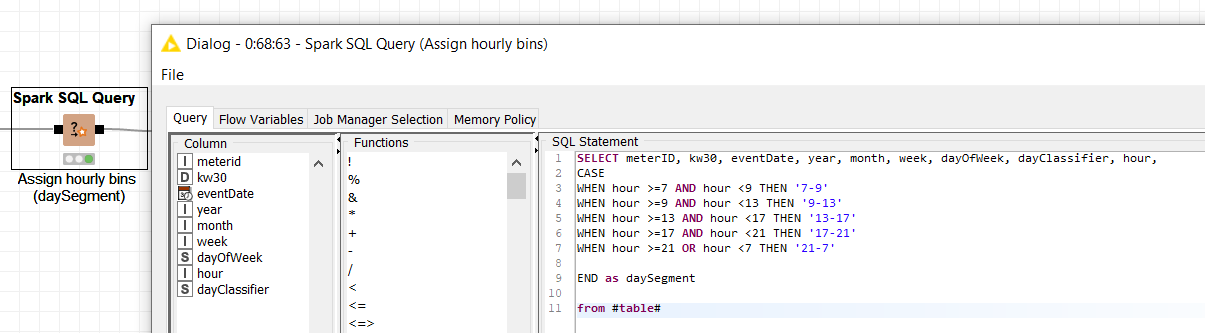 Dialog - 0:68:63 - Spark SQL Query (Assign hourly bins)
File
Spark SQL Query
?
Assign hourly bins
(daySegment)
Query Flow Variables Job Manager Selection Memory Policy
Column
I meterid
D kw30
eventDate
I year
I month
I week
S dayOfWeek
I hour
S dayClassifier
Functions
!
%
&
*
+
-
/
<
<=
<=>
SQL Statement
1 SELECT meterID, kw30, eventDate, year, month, week, dayOfWeek, dayClassifier, hour,
2 CASE
3 WHEN hour >=7 AND hour <9 THEN '7-9'
4 WHEN hour >=9 AND hour <13 THEN '9-13'
5 WHEN hour >=13 AND hour <17 THEN '13-17'
6 WHEN hour >=17 AND hour <21 THEN '17-21'
7 WHEN hour >=21 OR hour <7 THEN '21-7'
8
9 END as daySegment
10
11 from #table#